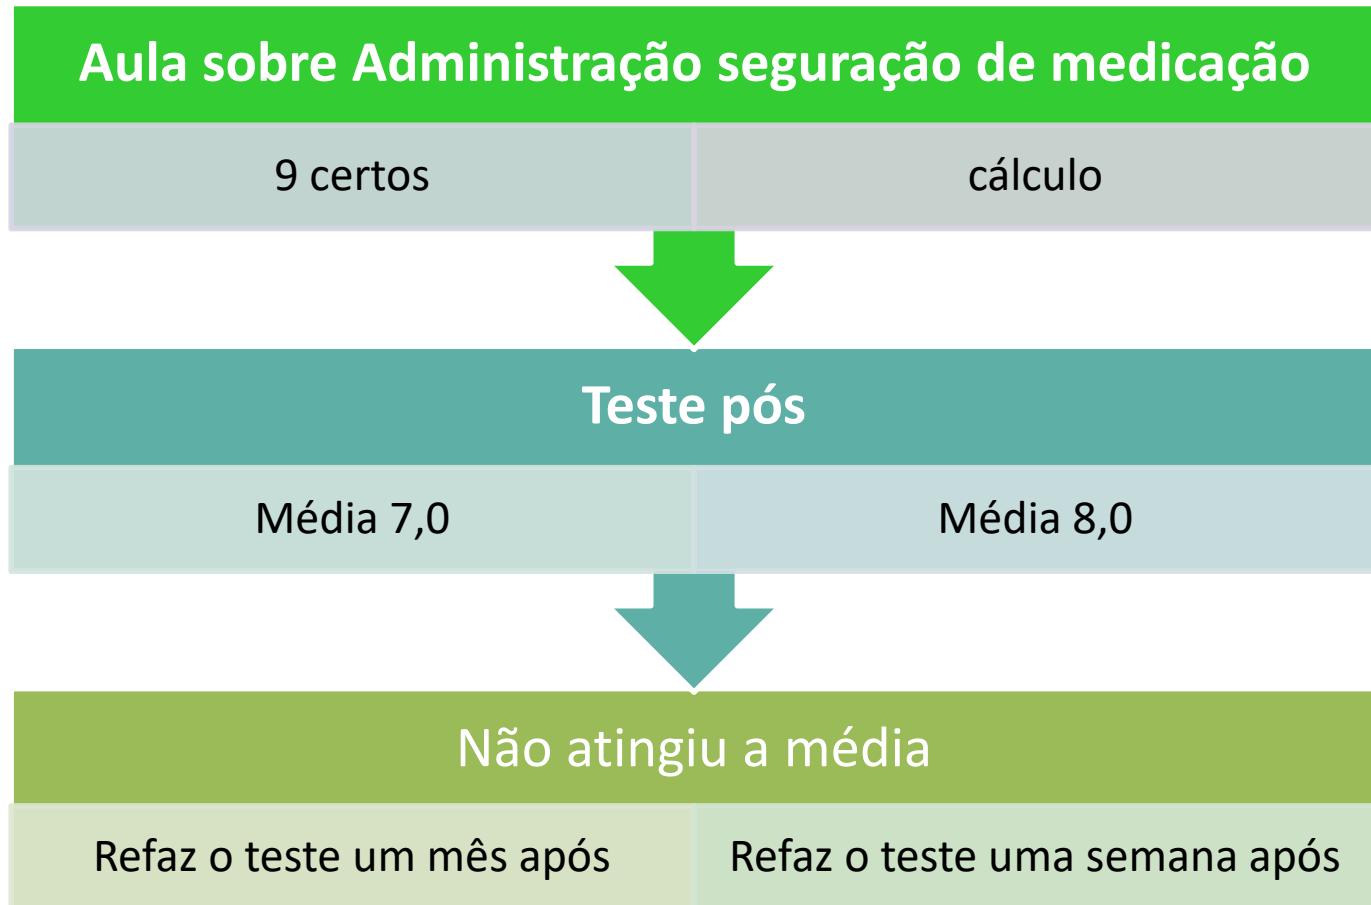 Aula sobre Administração seguração de medicação
9 certos
cálculo
Teste pós
Média 7,0
Média 8,0
Não atingiu a média
Refaz o teste um mês após
Refaz o teste uma semana após